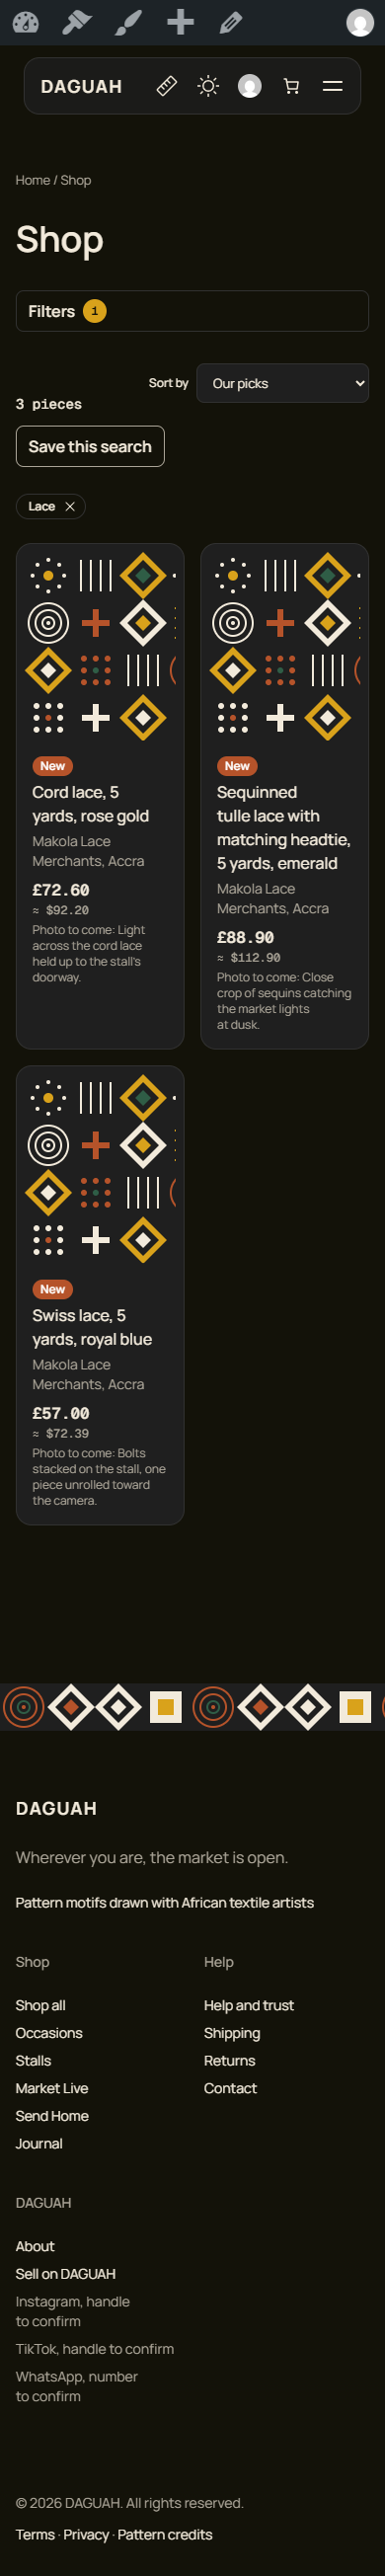 DAGUAH
Home / Shop
Shop
Filters 1
Sort by Our picks
3 pieces
Save this search
Lace
New
Cord lace, 5
yards, rose gold
Makola Lace
Merchants, Accra
£72.60
≈ $92.20
Photo to come: Light
across the cord lace
held up to the stall's
doorway.
New
Sequinned
tulle lace with
matching headtie,
5 yards, emerald
Makola Lace
Merchants, Accra
£88.90
≈ $112.90
Photo to come: Close
crop of sequins catching
the market lights
at dusk.
New
Swiss lace, 5
yards, royal blue
Makola Lace
Merchants, Accra
£57.00
≈ $72.39
Photo to come: Bolts
stacked on the stall, one
piece unrolled toward
the camera.
DAGUAH
Wherever you are, the market is open.
Pattern motifs drawn with African textile artists
Shop
Shop all
Occasions
Stalls
Market Live
Send Home
Journal
Help
Help and trust
Shipping
Returns
Contact
DAGUAH
About
Sell on DAGUAH
Instagram, handle
to confirm
TikTok, handle to confirm
WhatsApp, number
to confirm
© 2026 DAGUAH. All rights reserved.
Terms · Privacy · Pattern credits